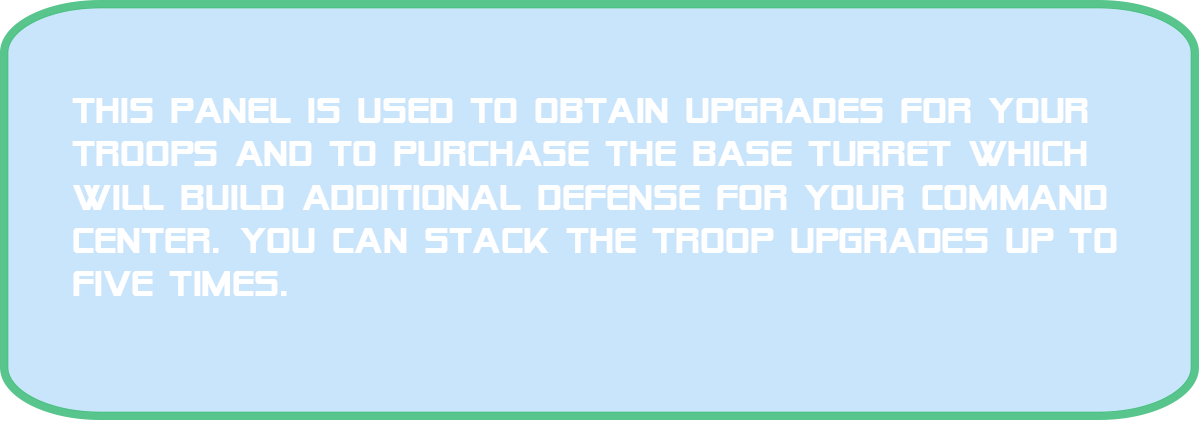 THIS PANEL IS USED TO OBTAIN UPGRADES FOR YOUR
TROOPS AND TO PURCHASE THE BASE TURRET WHICH
WILL BUILD ADDITIONAL DEFENSE FOR YOUR COMMAND
CENTER. YOU CAN STACK THE TROOP UPGRADES UP TO
FIVE TIMES.